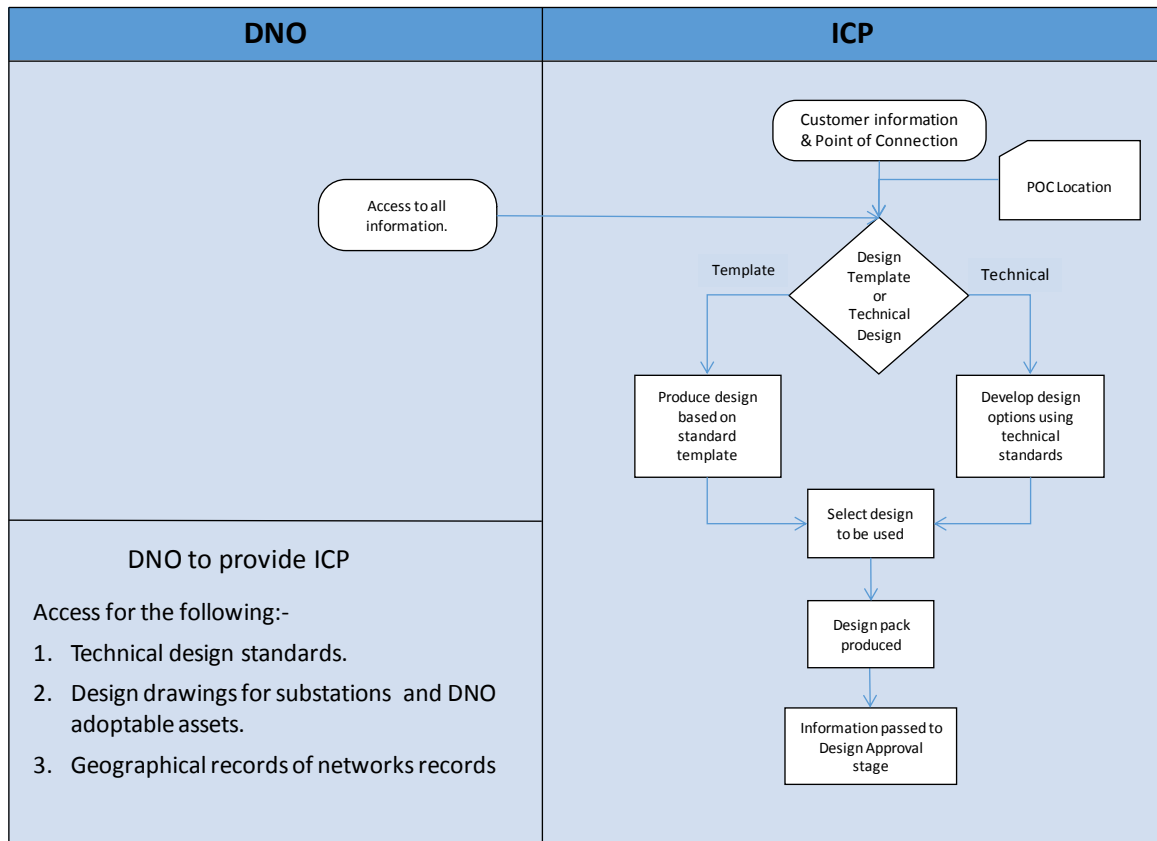 DNO
ICP
Customer information
& Point of Connection
POC Location
Access to all
information.
Design
Template
or
Technical
Design
Template
Technical
Produce design
based on
standard
template
Develop design
options using
technical
standards
Select design
to be used
Design pack
produced
Information passed to
Design Approval
stage
DNO to provide ICP
Access for the following:-
1. Technical design standards.
2. Design drawings for substations and DNO
adoptable assets.
3. Geographical records of networks records